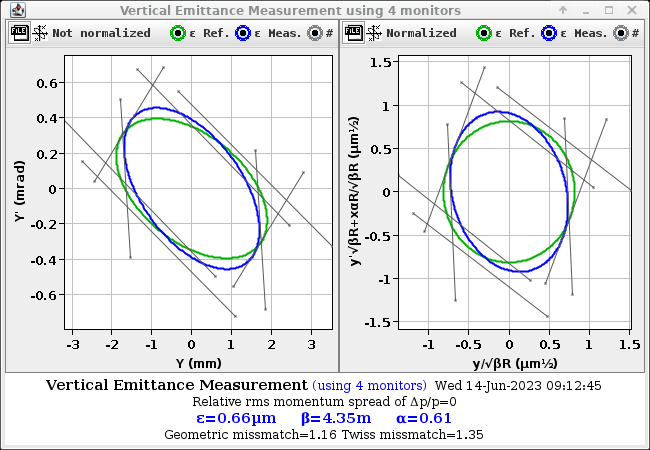 Vertical Emittance Measurement using 4 monitors
FILE Not normalized ε Ref. ε Meas. #
FILE Normalized ε Ref. ε Meas. #
0.6
0.4
0.2
0
-0.2
-0.4
-0.6
Y' (mrad)
-3 -2 -1 0 1 2 3
Y (mm)
1.5
1
0.5
0
-0.5
-1
-1.5
y'√βR+xαR/√βR (µm½)
-1 -0.5 0 0.5 1 1.5
y/√βR (µm½)
Vertical Emittance Measurement (using 4 monitors) Wed 14-Jun-2023 09:12:45
Relative rms momentum spread of Δp/p=0
ε=0.66µm β=4.35m α=0.61
Geometric missmatch=1.16 Twiss missmatch=1.35